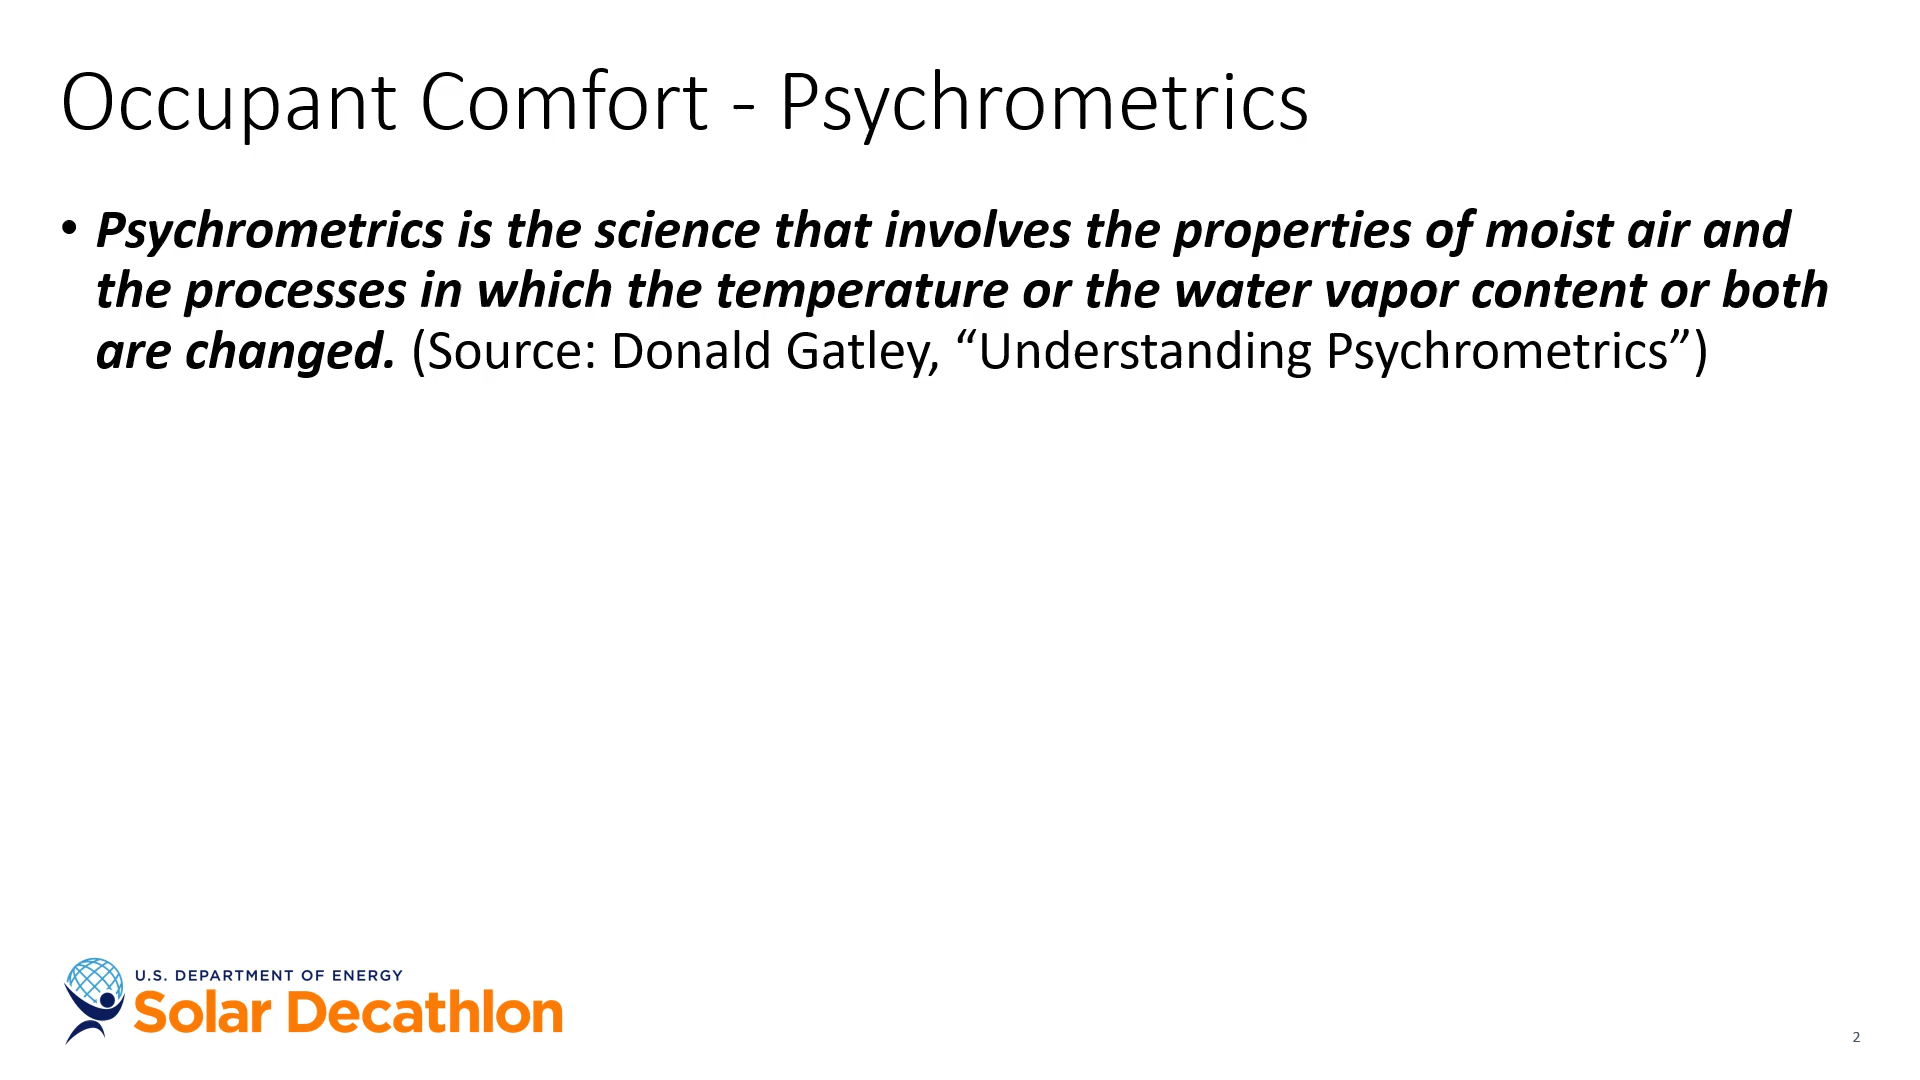 Occupant Comfort - Psychrometrics
• Psychrometrics is the science that involves the properties of moist air and
the processes in which the temperature or the water vapor content or both
are changed. (Source: Donald Gatley, “Understanding Psychrometrics”)
U.S. DEPARTMENT OF ENERGY
Solar Decathlon
2